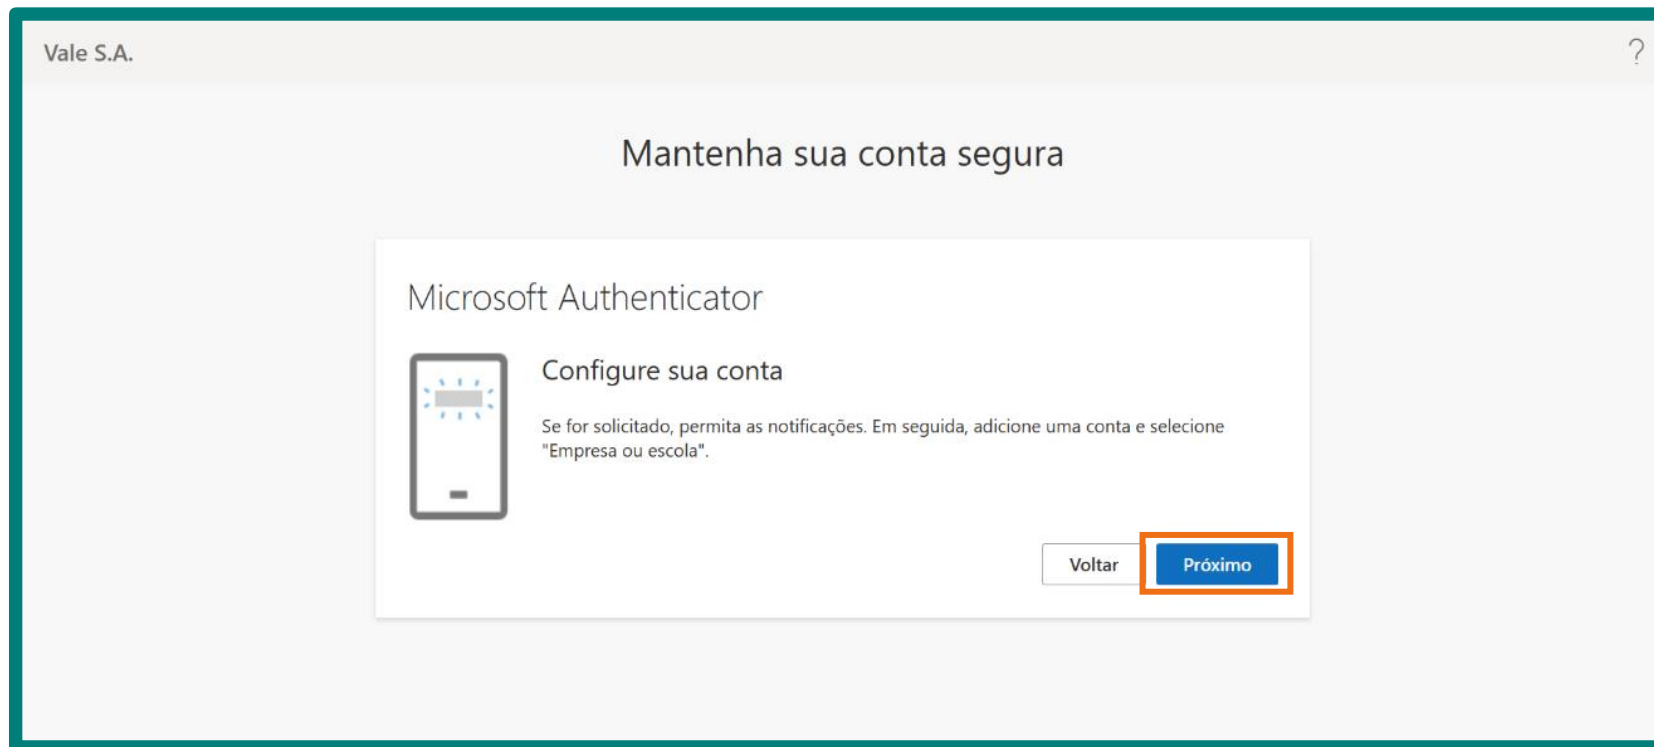 Vale S.A.
?
Mantenha sua conta segura
Microsoft Authenticator
Configure sua conta
Se for solicitado, permita as notificações. Em seguida, adicione uma conta e selecione
"Empresa ou escola".
Voltar
Próximo